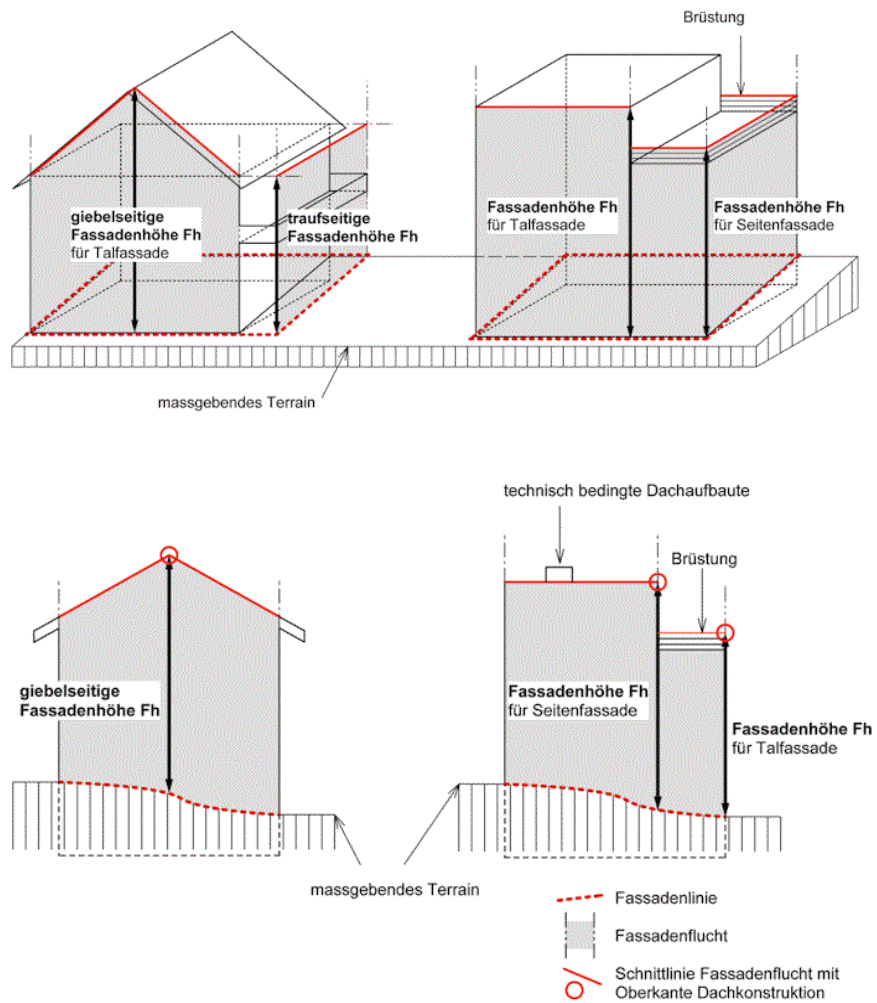 Brüstung
giebelseitige
Fassadenhöhe Fh
für Talfassade
traufseitige
Fassadenhöhe Fh
Fassadenhöhe Fh
für Talfassade
Fassadenhöhe Fh
für Seitenfassade
massgebendes Terrain
technisch bedingte Dachaufbaute
Brüstung
giebelseitige
Fassadenhöhe Fh
Fassadenhöhe Fh
für Seitenfassade
Fassadenhöhe Fh
für Talfassade
massgebendes Terrain
Fassadenlinie
Fassadenflucht
Schnittlinie Fassadenflucht mit
Oberkante Dachkonstruktion